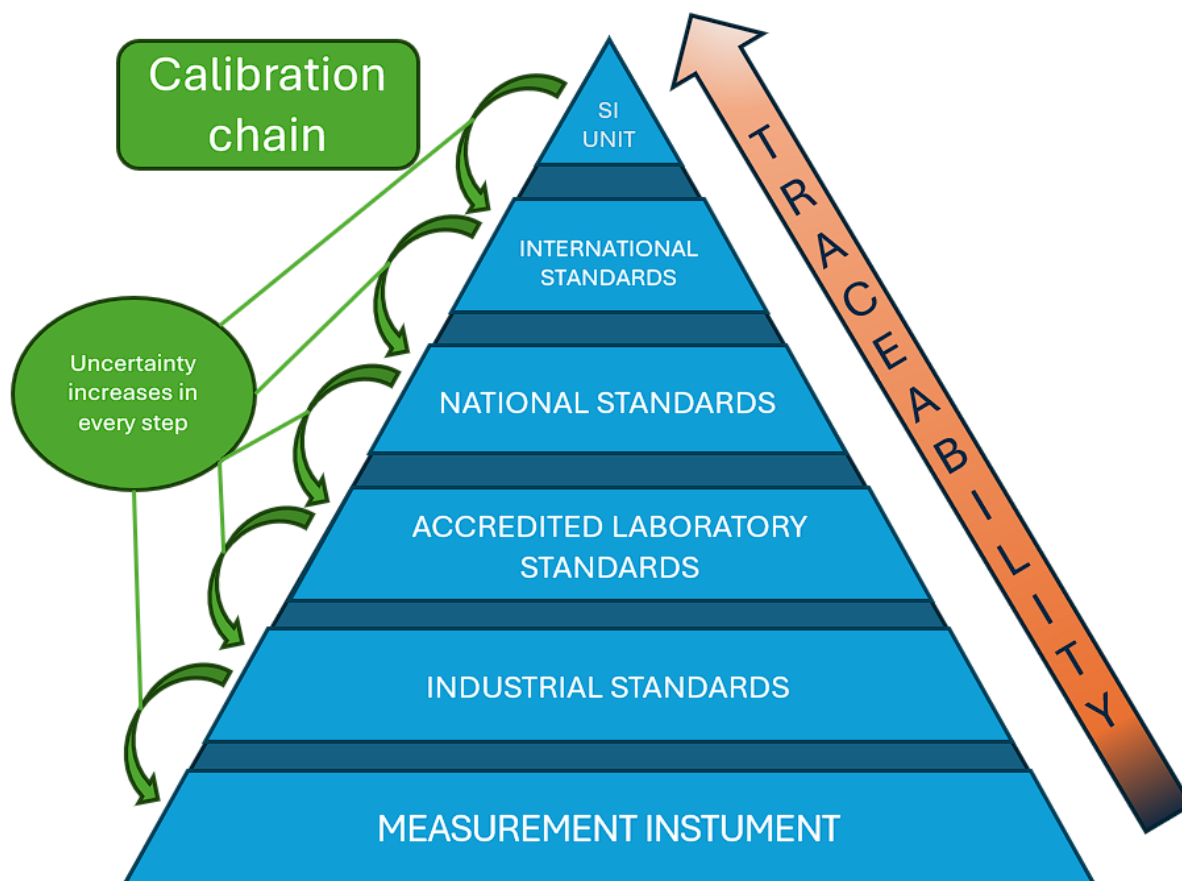 Calibration
chain
SI
UNIT
INTERNATIONAL
STANDARDS
Uncertainty
increases in
every step
NATIONAL STANDARDS
ACCREDITED LABORATORY
STANDARDS
INDUSTRIAL STANDARDS
MEASUREMENT INSTUMENT
TRACEABILITY